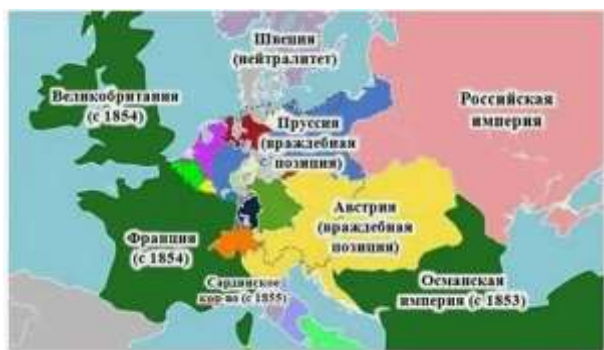 Швеция
(нейтралитет)
Великобритания
(с 1854)
Российская
империя
Пруссия
(враждебная
позиция)
Австрия
(враждебная
позиция)
Франция
(с 1854)
Сардинское
кор-во (с 1855)
Османская
империя (с 1853)